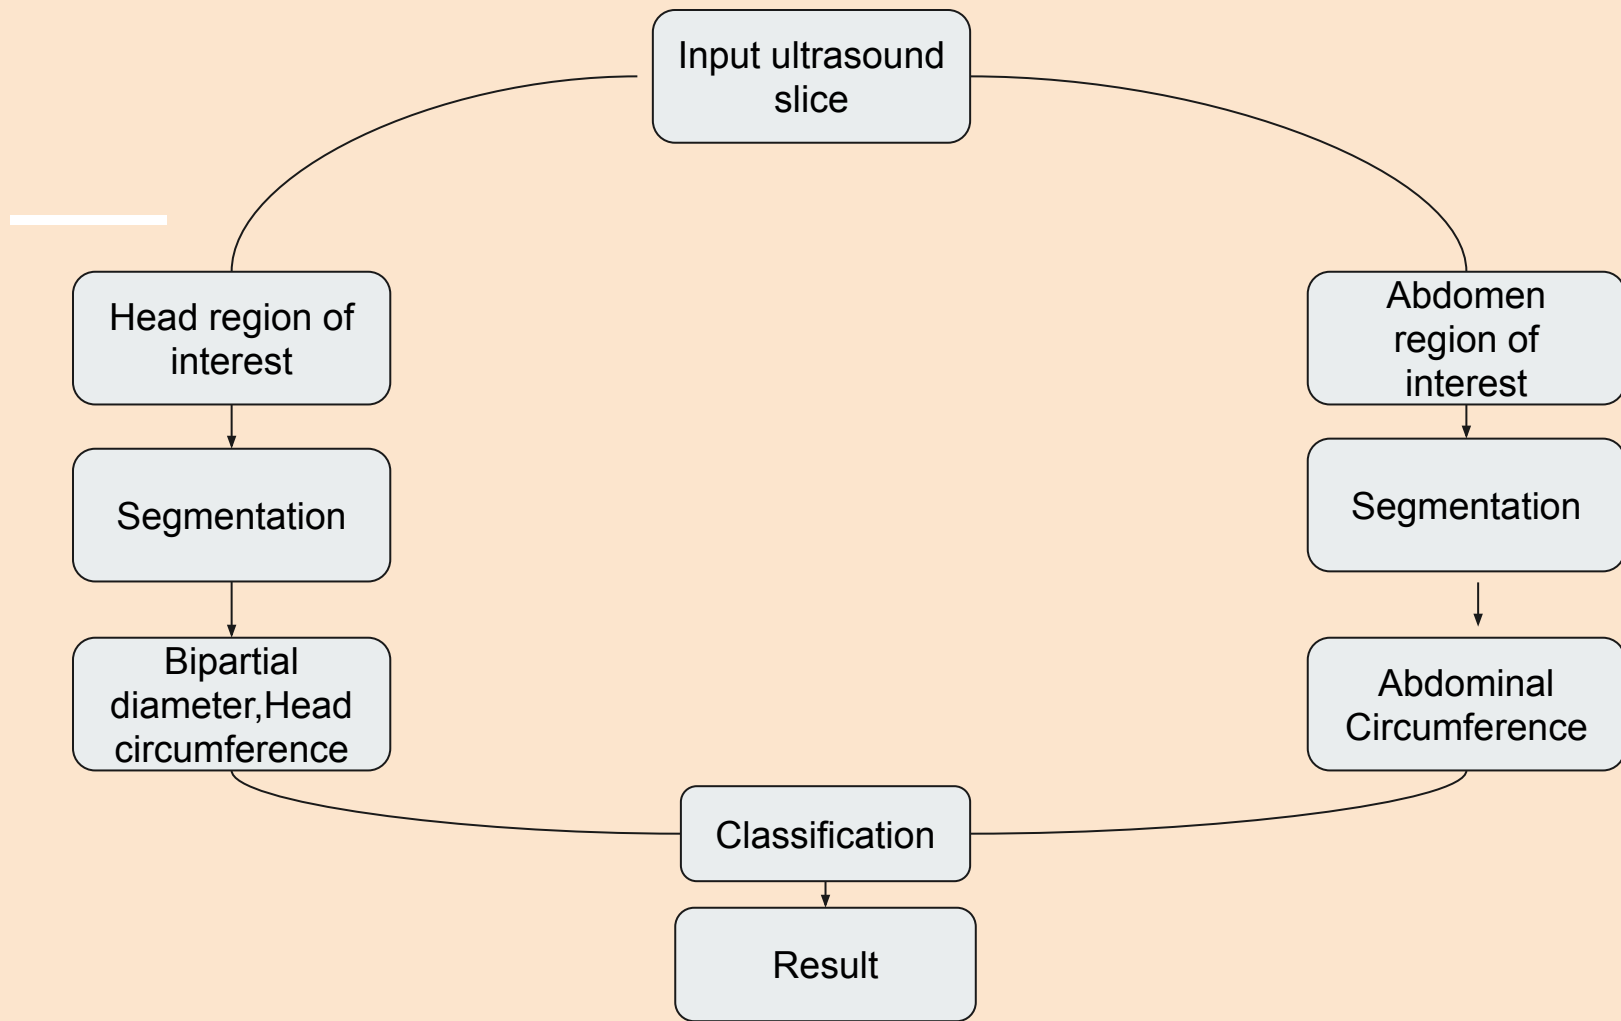 Input ultrasound
slice
Head region of
interest
Abdomen
region of
interest
Segmentation
Segmentation
Bipartial
diameter,Head
circumference
Abdominal
Circumference
Classification
Result